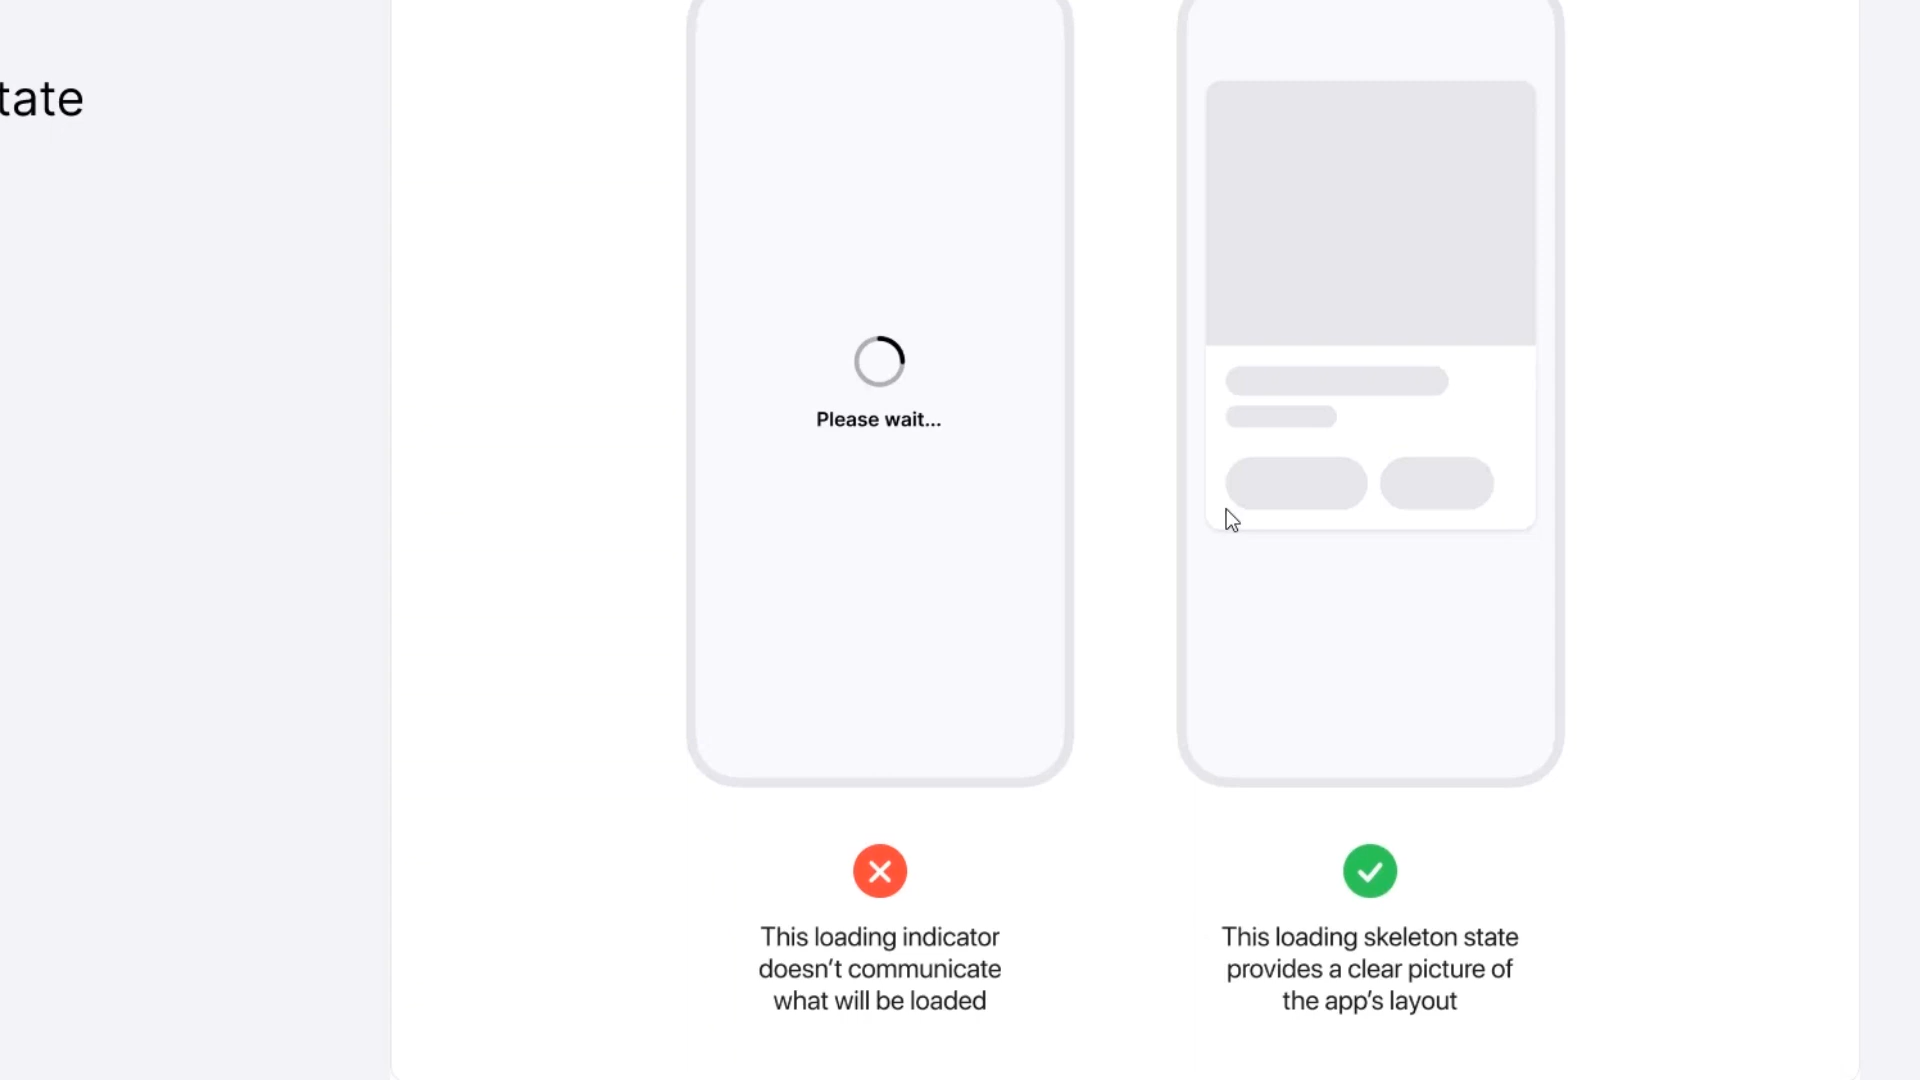 tate
Please wait...
This loading indicator
doesn't communicate
what will be loaded
This loading skeleton state
provides a clear picture of
the app's layout